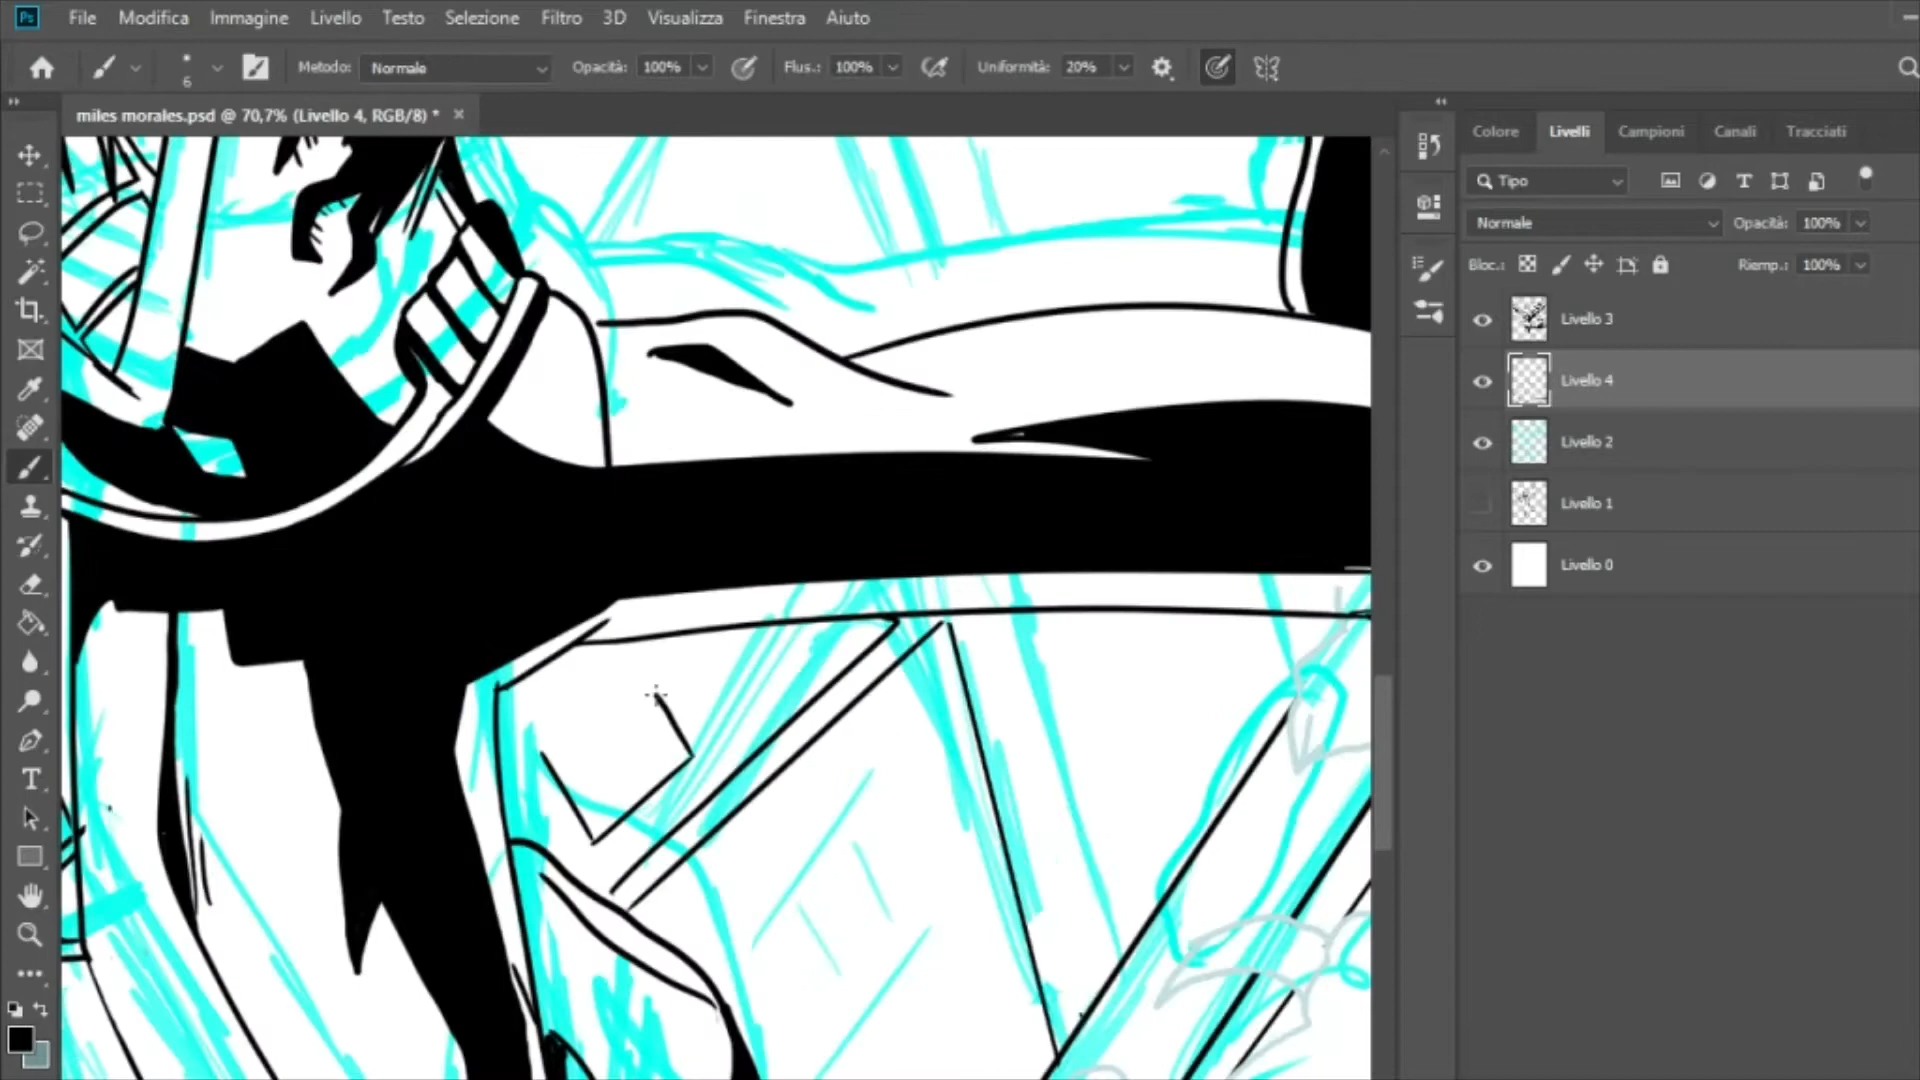 Ps File Modifica Immagine Livello Testo Selezione Filtro 3D Visualizza Finestra Aiuto
6 Metodo: Normale Opacità: 100% Flus.: 100% Uniformità: 20%
miles morales.psd @ 70,7% (Livello 4, RGB/8) * ×
Colore Livelli Campioni Canali Tracciati
Tipo
Normale Opacità: 100%
Bloc.: Riemp.: 100%
Livello 3
Livello 4
Livello 2
Livello 1
Livello 0